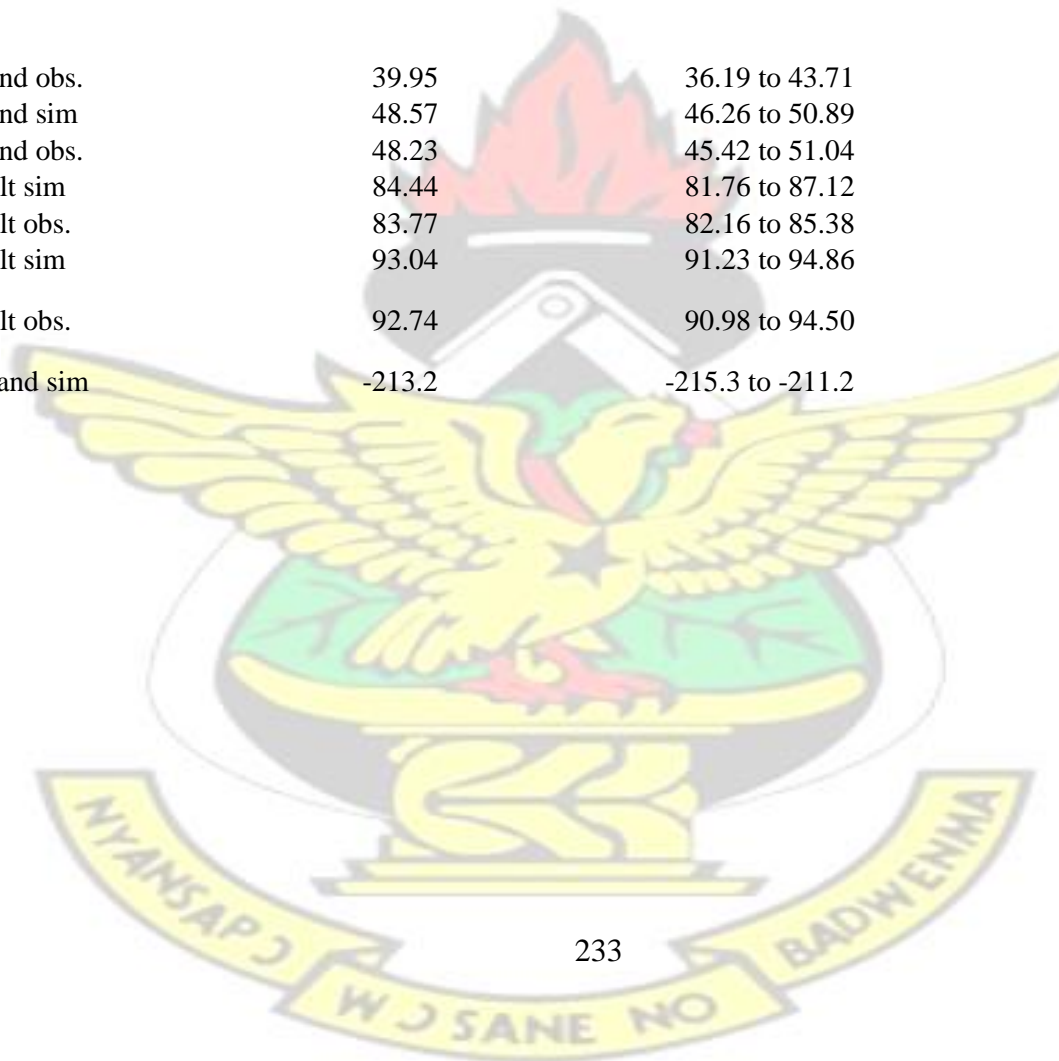 nd obs. 39.95 36.19 to 43.71
nd sim 48.57 46.26 to 50.89
nd obs. 48.23 45.42 to 51.04
lt sim 84.44 81.76 to 87.12
lt obs. 83.77 82.16 to 85.38
lt sim 93.04 91.23 to 94.86
lt obs. 92.74 90.98 to 94.50
and sim -213.2 -215.3 to -211.2
NYANSAPƆ
WƆSANE NO
BADWENMA
233